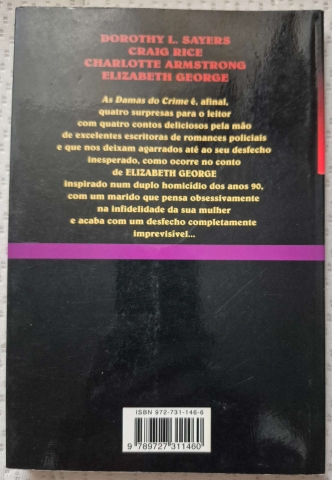 DOROTHY L. SAYERS
CRAIG RICE
CHARLOTTE ARMSTRONG
ELIZABETH GEORGE
As Damas do Crime é, afinal,
quatro surpresas para o leitor
com quatro contos deliciosos pela mão
de excelentes escritoras de romances policiais
e que nos deixam agarrados até ao seu desfecho
inesperado, como ocorre no conto
de ELIZABETH GEORGE
inspirado num duplo homicídio dos anos 90,
com um marido que pensa obsessivamente
na infidelidade da sua mulher
e acaba com um desfecho completamente
imprevisível...
ISBN 972-731-146-6
9 789727 311460